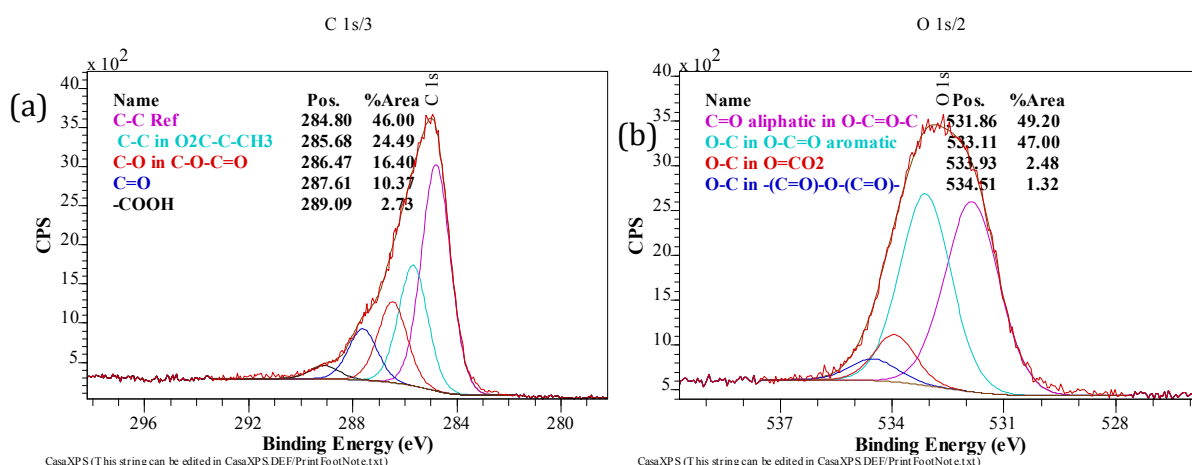 C 1s/3
(a)
x 10²
C 1s
Name Pos. %Area
C-C Ref 284.80 46.00
C-C in O2C-C-CH3 285.68 24.49
C-O in C-O-C=O 286.47 16.40
C=O 287.61 10.37
-COOH 289.09 2.73
40
35
30
25
20
15
10
5
CPS
296 292 288 284 280
Binding Energy (eV)
CasaXPS (This string can be edited in CasaXPS.DEF/PrintFootNote.txt)
O 1s/2
(b)
x 10²
O 1s
Name Pos. %Area
C=O aliphatic in O-C=O-C 531.86 49.20
O-C in O-C=O aromatic 533.11 47.00
O-C in O=CO2 533.93 2.48
O-C in -(C=O)-O-(C=O)- 534.51 1.32
40
35
30
25
20
15
10
5
CPS
537 534 531 528
Binding Energy (eV)
CasaXPS (This string can be edited in CasaXPS.DEF/PrintFootNote.txt)